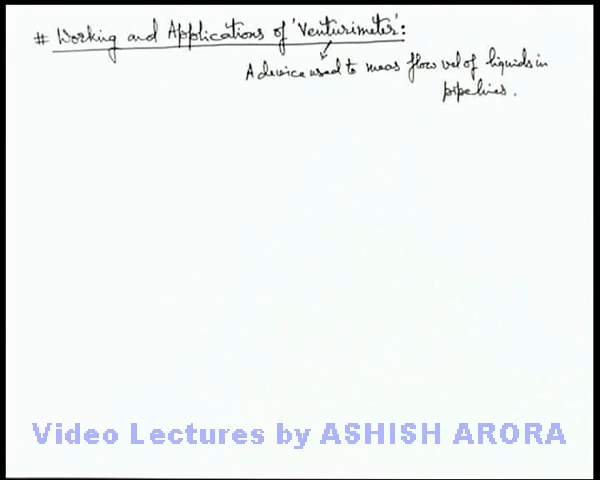 # Working and Applications of 'Venturimeter':
A device used to meas flow vel of liquids in
pipelines.
Video Lectures by ASHISH ARORA